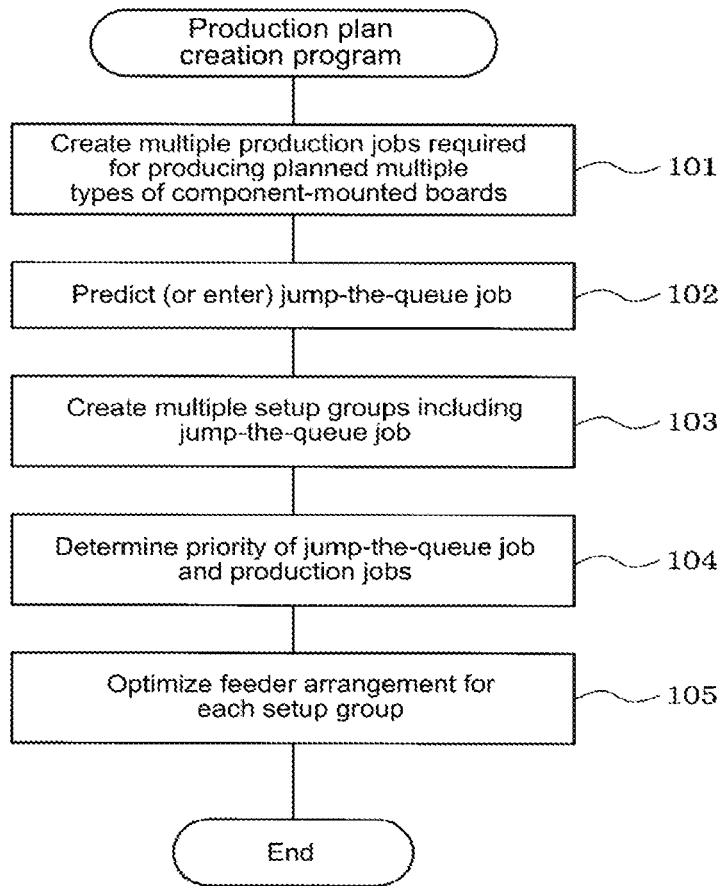 Production plan
creation program
Create multiple production jobs required
for producing planned multiple
types of component-mounted boards
101
Predict (or enter) jump-the-queue job
102
Create multiple setup groups including
jump-the-queue job
103
Determine priority of jump-the-queue job
and production jobs
104
Optimize feeder arrangement for
each setup group
105
End